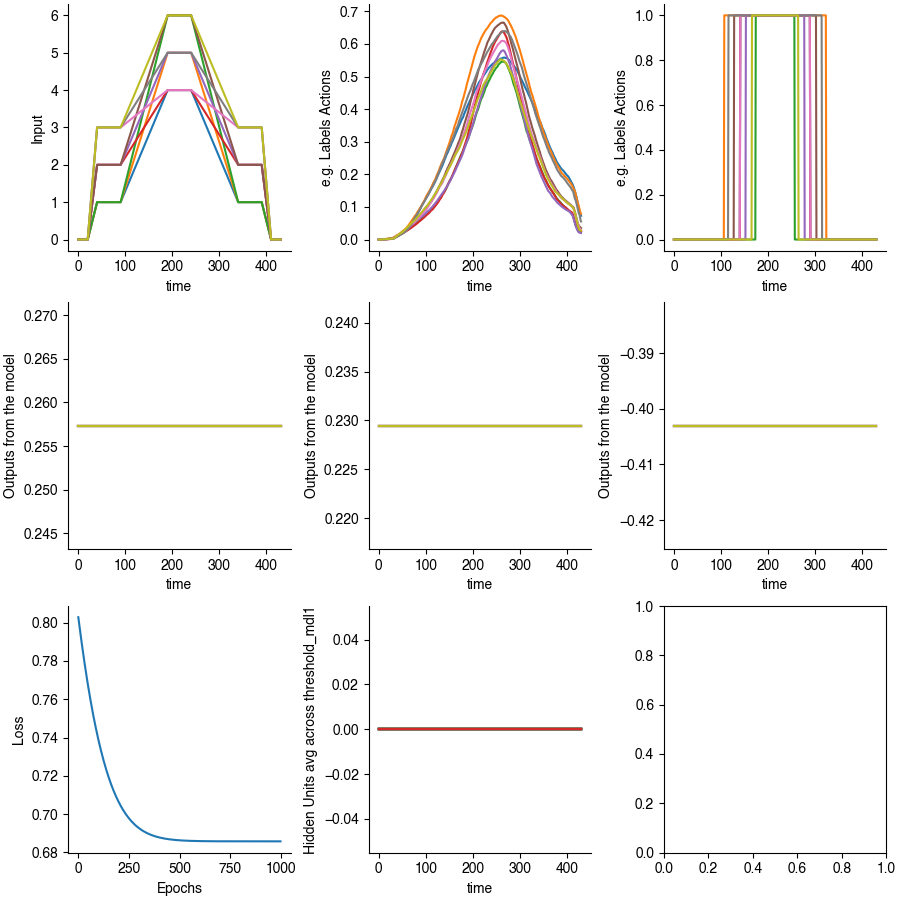 6
5
4
3
2
1
0
Input
0 100 200 300 400
time
0.7
0.6
0.5
0.4
0.3
0.2
0.1
0.0
e.g. Labels Actions
0 100 200 300 400
time
1.0
0.8
0.6
0.4
0.2
0.0
e.g. Labels Actions
0 100 200 300 400
time
0.270
0.265
0.260
0.255
0.250
0.245
Outputs from the model
0 100 200 300 400
time
0.240
0.235
0.230
0.225
0.220
Outputs from the model
0 100 200 300 400
time
−0.39
−0.40
−0.41
−0.42
Outputs from the model
0 100 200 300 400
time
0.80
0.78
0.76
0.74
0.72
0.70
0.68
Loss
0 250 500 750 1000
Epochs
0.04
0.02
0.00
−0.02
−0.04
Hidden Units avg across threshold_mdl1
0 100 200 300 400
time
1.0
0.8
0.6
0.4
0.2
0.0
0.0 0.2 0.4 0.6 0.8 1.0